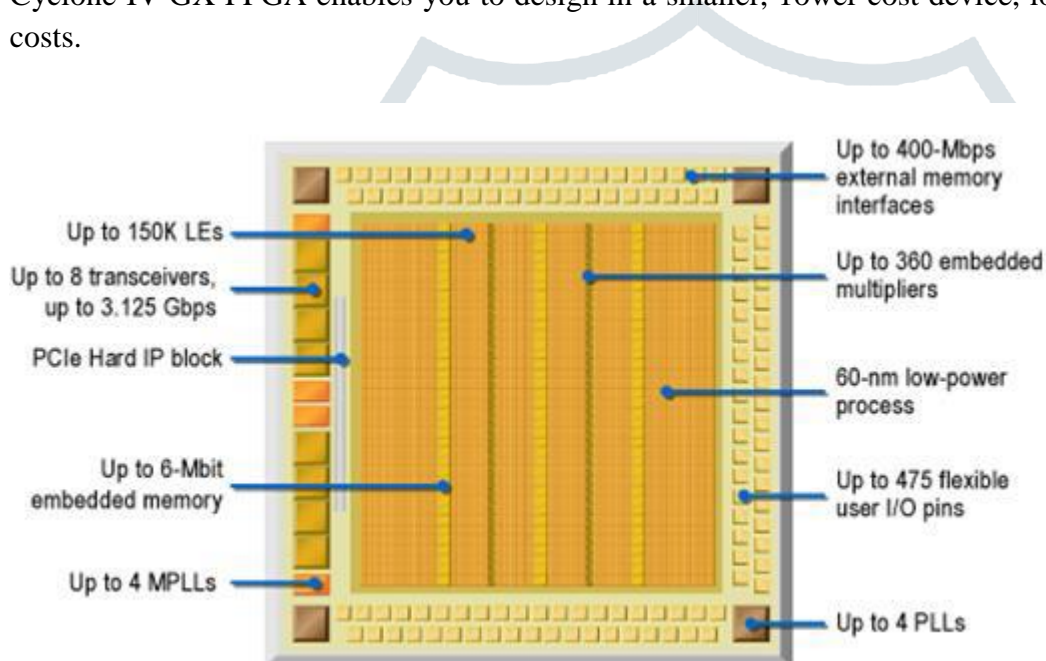 Cyclone IV GX FPGA enables you to design in a smaller, lower cost device,
costs.
Up to 400-Mbps
external memory
interfaces
Up to 150K LEs
Up to 8 transceivers,
up to 3.125 Gbps
Up to 360 embedded
multipliers
PCIe Hard IP block
60-nm low-power
process
Up to 6-Mbit
embedded memory
Up to 475 flexible
user I/O pins
Up to 4 MPLLs
Up to 4 PLLs